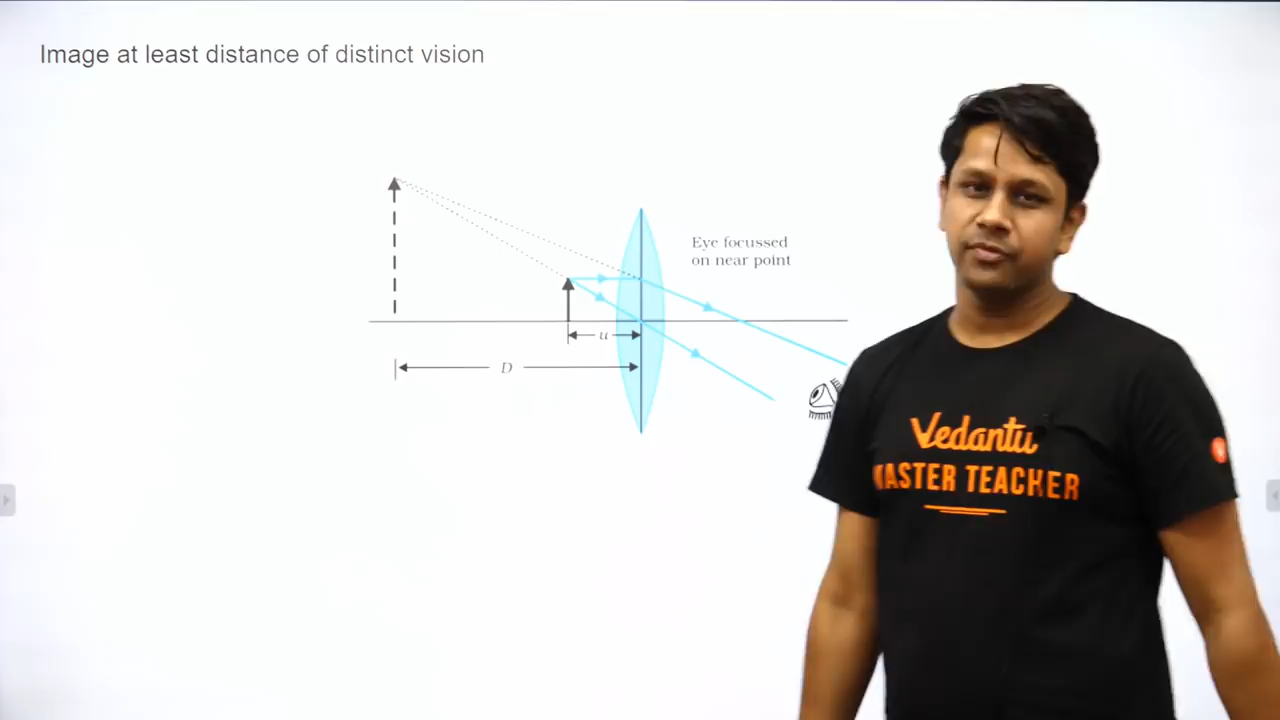 Image at least distance of distinct vision
Eye focussed
on near point
u
D
Vedantu
MASTER TEACHER